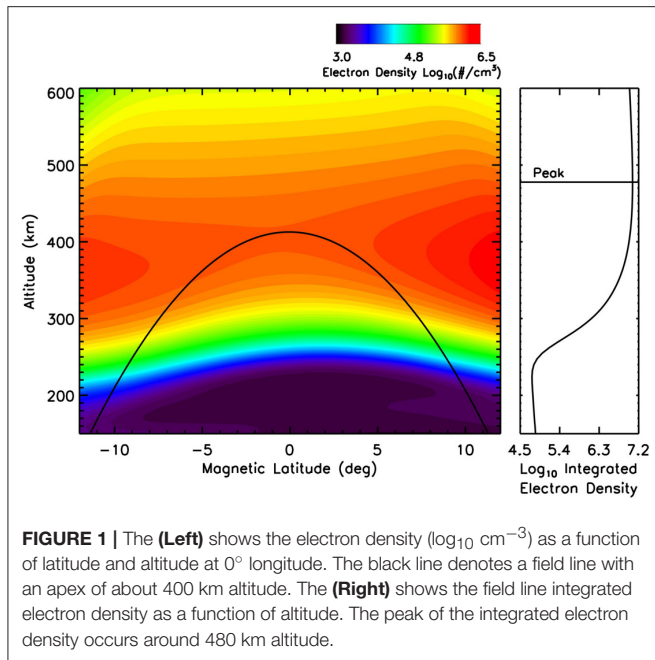 3.0 4.8 6.5
Electron Density Log₁₀(#/cm³)
600
500
400
300
200
Altitude (km)
-10 -5 0 5 10
Magnetic Latitude (deg)
Peak
4.5 5.4 6.3 7.2
Log₁₀ Integrated
Electron Density
FIGURE 1 | The (Left) shows the electron density (log₁₀ cm⁻³) as a function
of latitude and altitude at 0° longitude. The black line denotes a field line with
an apex of about 400 km altitude. The (Right) shows the field line integrated
electron density as a function of altitude. The peak of the integrated electron
density occurs around 480 km altitude.